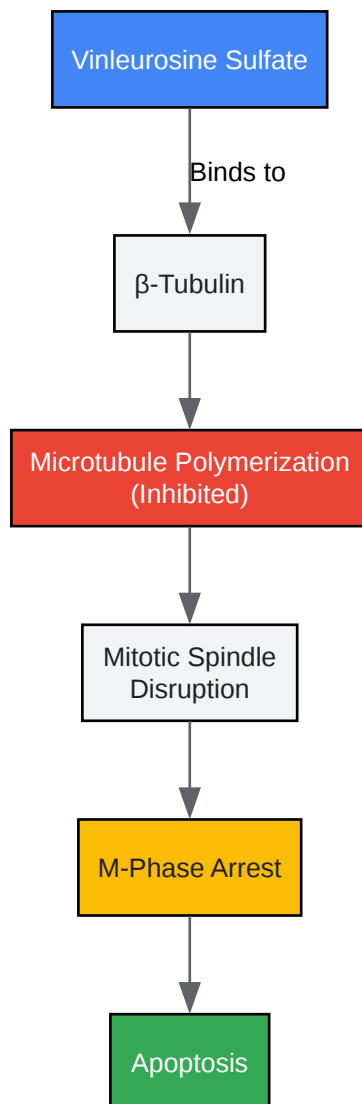 Vinleurosine Sulfate
Binds to
β-Tubulin
Microtubule Polymerization
(Inhibited)
Mitotic Spindle
Disruption
M-Phase Arrest
Apoptosis